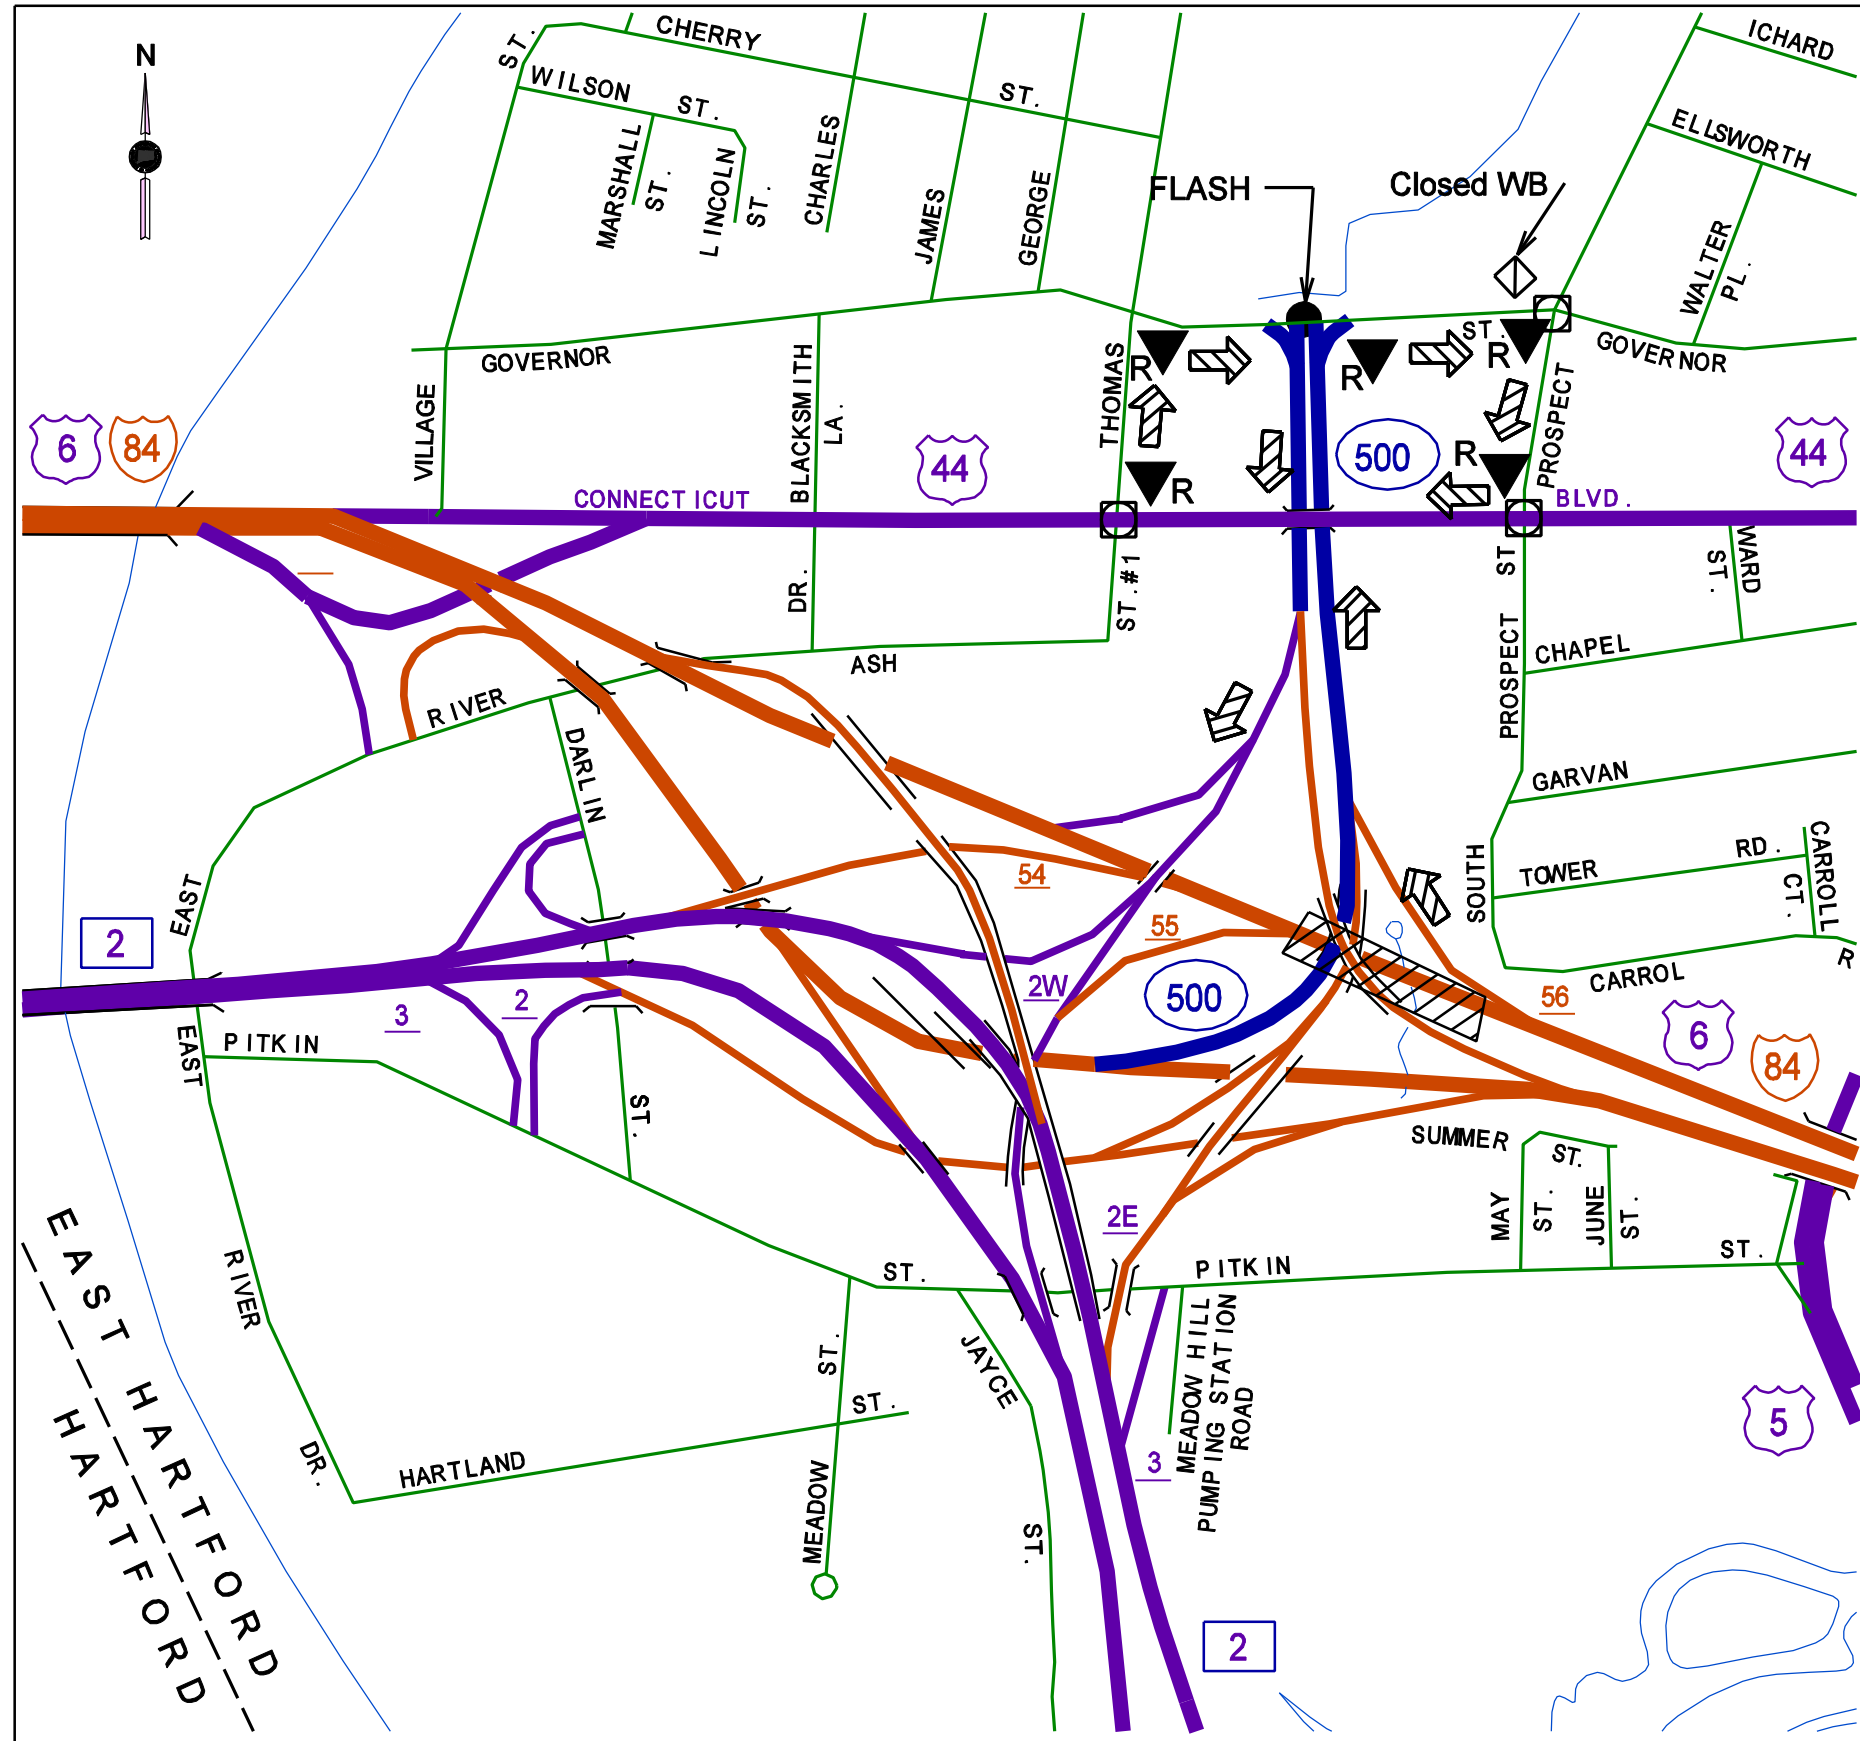 N
CHERRY
ST.
ST.
WILSON
ST.
MARSHALL
ST.
LINCOLN
ST.
CHARLES
JAMES
GEORGE
ICHARD
ELLSWORTH
WALTER
PL.
FLASH
Closed WB
GOVERNOR
ST.
GOVERNOR
VILLAGE
BLACKSMITH
LA.
THOMAS
R
R
R
R
R
PROSPECT
6
84
44
500
44
CONNECTICUT
BLVD.
DR.
ST.#1
ST
ST.
WARD
ASH
RIVER
PROSPECT
CHAPEL
DARLIN
GARVAN
TOWER
RD.
CARROLL
CT.
SOUTH
54
55
EAST
2
2W
500
56
CARROL
R
3
2
6
84
EAST
PITKIN
ST.
SUMMER
ST.
MAY
ST.
JUNE
ST.
2E
EAST HARTFORD
HARTFORD
RIVER
DR.
ST.
PITKIN
ST.
JAYCE
ST.
MEADOW HILL
PUMPING STATION
ROAD
ST.
ST.
5
HARTLAND
MEADOW
3
2